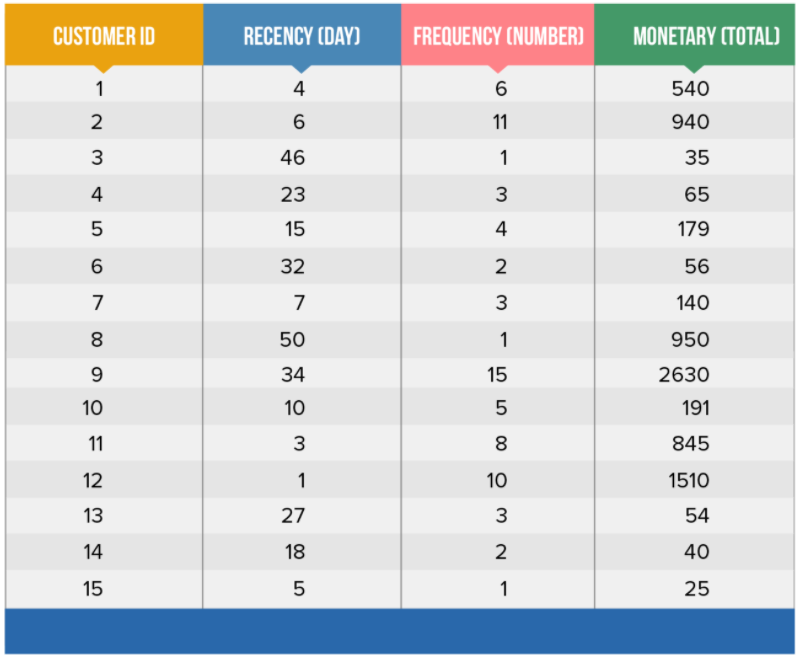 CUSTOMER ID RECENCY (DAY) FREQUENCY (NUMBER) MONETARY (TOTAL)
1 4 6 540
2 6 11 940
3 46 1 35
4 23 3 65
5 15 4 179
6 32 2 56
7 7 3 140
8 50 1 950
9 34 15 2630
10 10 5 191
11 3 8 845
12 1 10 1510
13 27 3 54
14 18 2 40
15 5 1 25